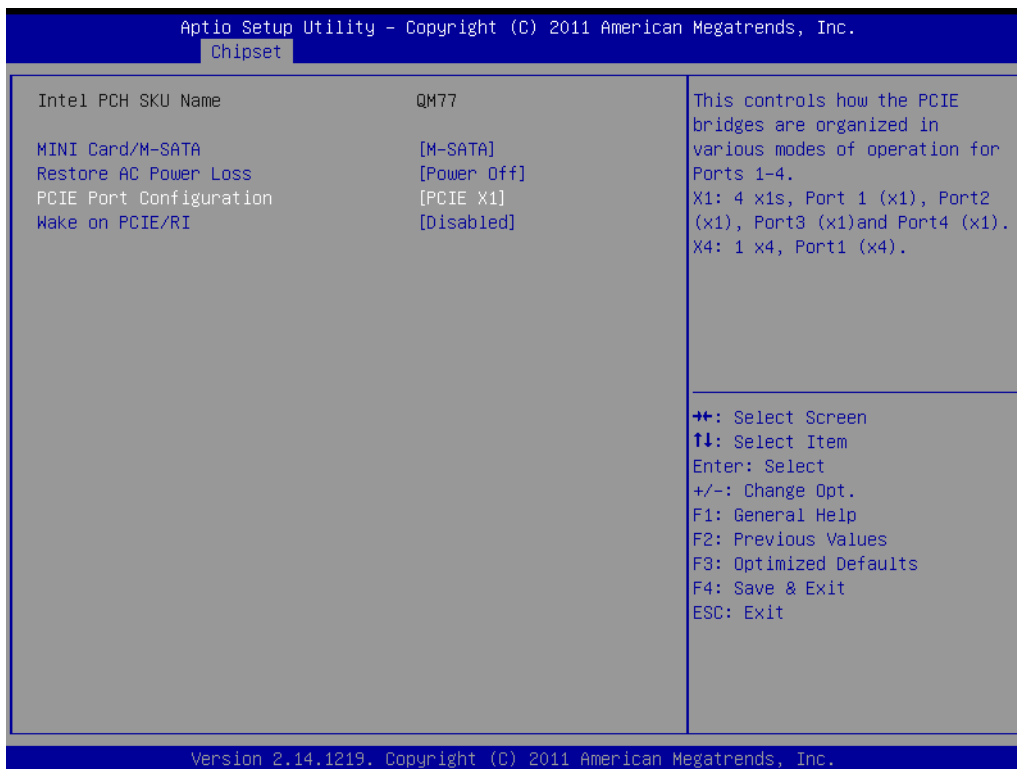 Aptio Setup Utility – Copyright (C) 2011 American Megatrends, Inc.
Chipset
Intel PCH SKU Name QM77
MINI Card/M-SATA [M-SATA]
Restore AC Power Loss [Power Off]
PCIE Port Configuration [PCIE X1]
Wake on PCIE/RI [Disabled]
This controls how the PCIE
bridges are organized in
various modes of operation for
Ports 1-4.
X1: 4 x1s, Port 1 (x1), Port2
(x1), Port3 (x1)and Port4 (x1).
X4: 1 x4, Port1 (x4).
→←: Select Screen
↑↓: Select Item
Enter: Select
+/-: Change Opt.
F1: General Help
F2: Previous Values
F3: Optimized Defaults
F4: Save & Exit
ESC: Exit
Version 2.14.1219. Copyright (C) 2011 American Megatrends, Inc.